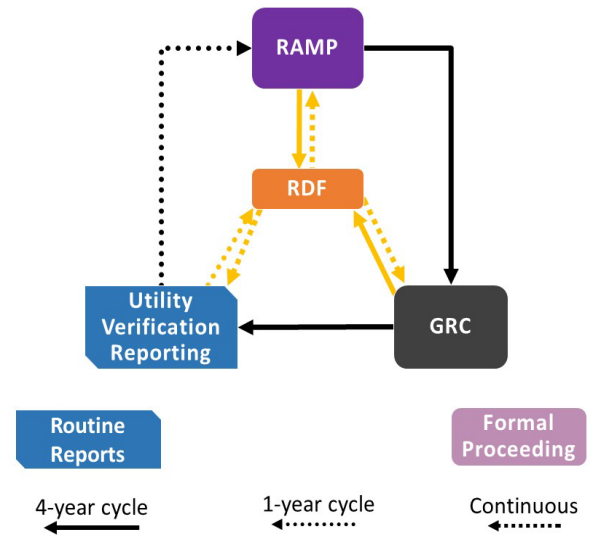 RAMP
RDF
Utility
Verification
Reporting
GRC
Routine
Reports
Formal
Proceeding
4-year cycle
1-year cycle
Continuous